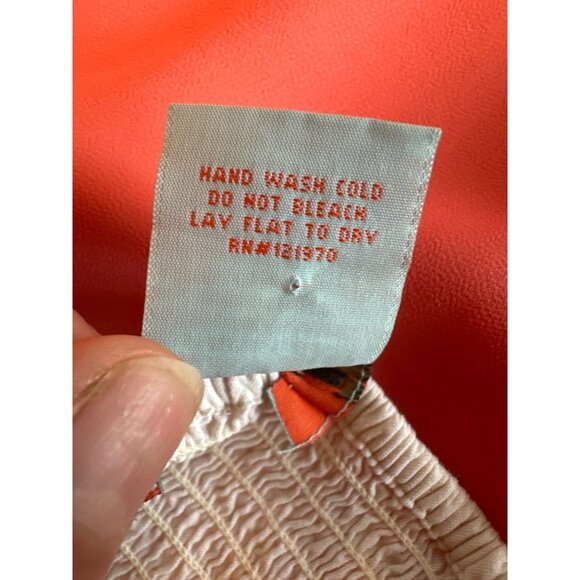 HAND WASH COLD
DO NOT BLEACH
LAY FLAT TO DRY
RN#121970